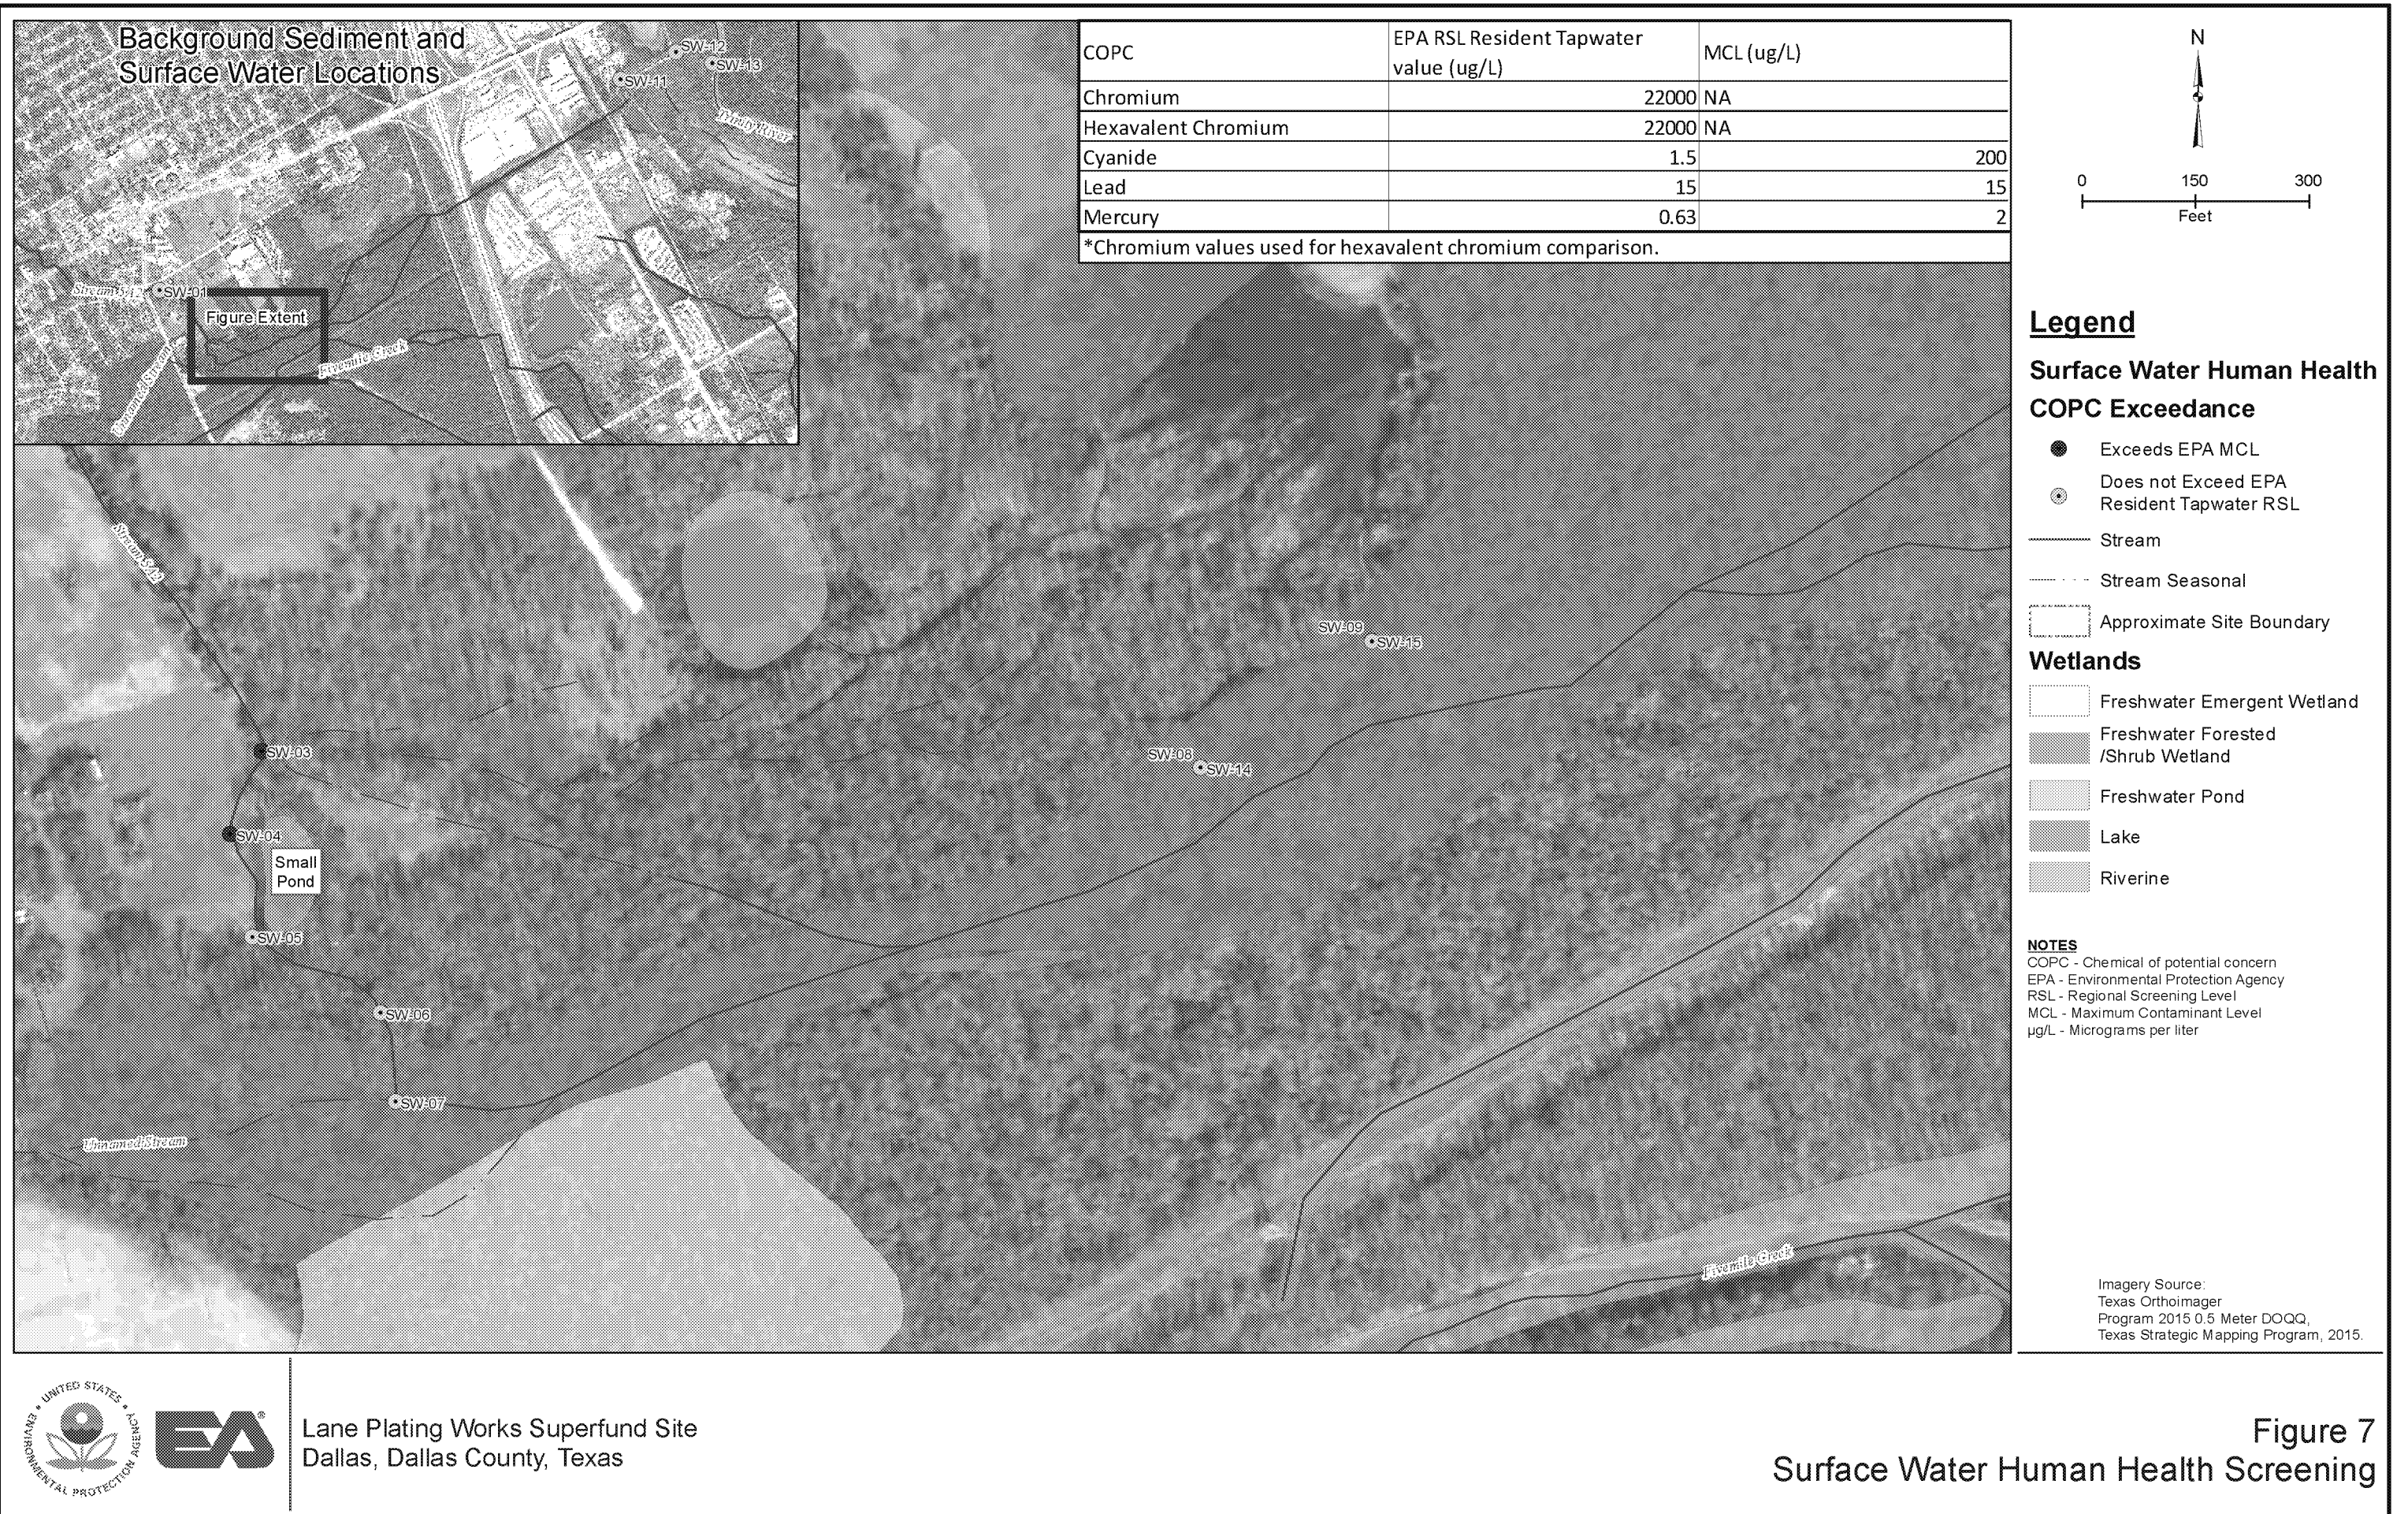 Background Sediment and
Surface Water Locations
SW-12
SW-13
SW-11
Trinity River
SW-01
Figure Extent
Fivemile Creek
Unnamed Stream
COPC EPA RSL Resident Tapwater value (ug/L) MCL (ug/L)
Chromium 22000 NA
Hexavalent Chromium 22000 NA
Cyanide 1.5 200
Lead 15 15
Mercury 0.63 2
*Chromium values used for hexavalent chromium comparison.
N
0 150 300
Feet
Legend
Surface Water Human Health
COPC Exceedance
Exceeds EPA MCL
Does not Exceed EPA
Resident Tapwater RSL
Stream
Stream Seasonal
Approximate Site Boundary
Wetlands
Freshwater Emergent Wetland
Freshwater Forested
/Shrub Wetland
Freshwater Pond
Lake
Riverine
NOTES
COPC - Chemical of potential concern
EPA - Environmental Protection Agency
RSL - Regional Screening Level
MCL - Maximum Contaminant Level
µg/L - Micrograms per liter
Imagery Source:
Texas Orthoimager
Program 2015 0.5 Meter DOQQ,
Texas Strategic Mapping Program, 2015.
SW-09
SW-15
SW-03
SW-08
SW-14
SW-04
Small
Pond
SW-05
SW-06
SW-07
Unnamed Stream
Fivemile Creek
UNITED STATES
ENVIRONMENTAL PROTECTION AGENCY
EA®
Lane Plating Works Superfund Site
Dallas, Dallas County, Texas
Figure 7
Surface Water Human Health Screening